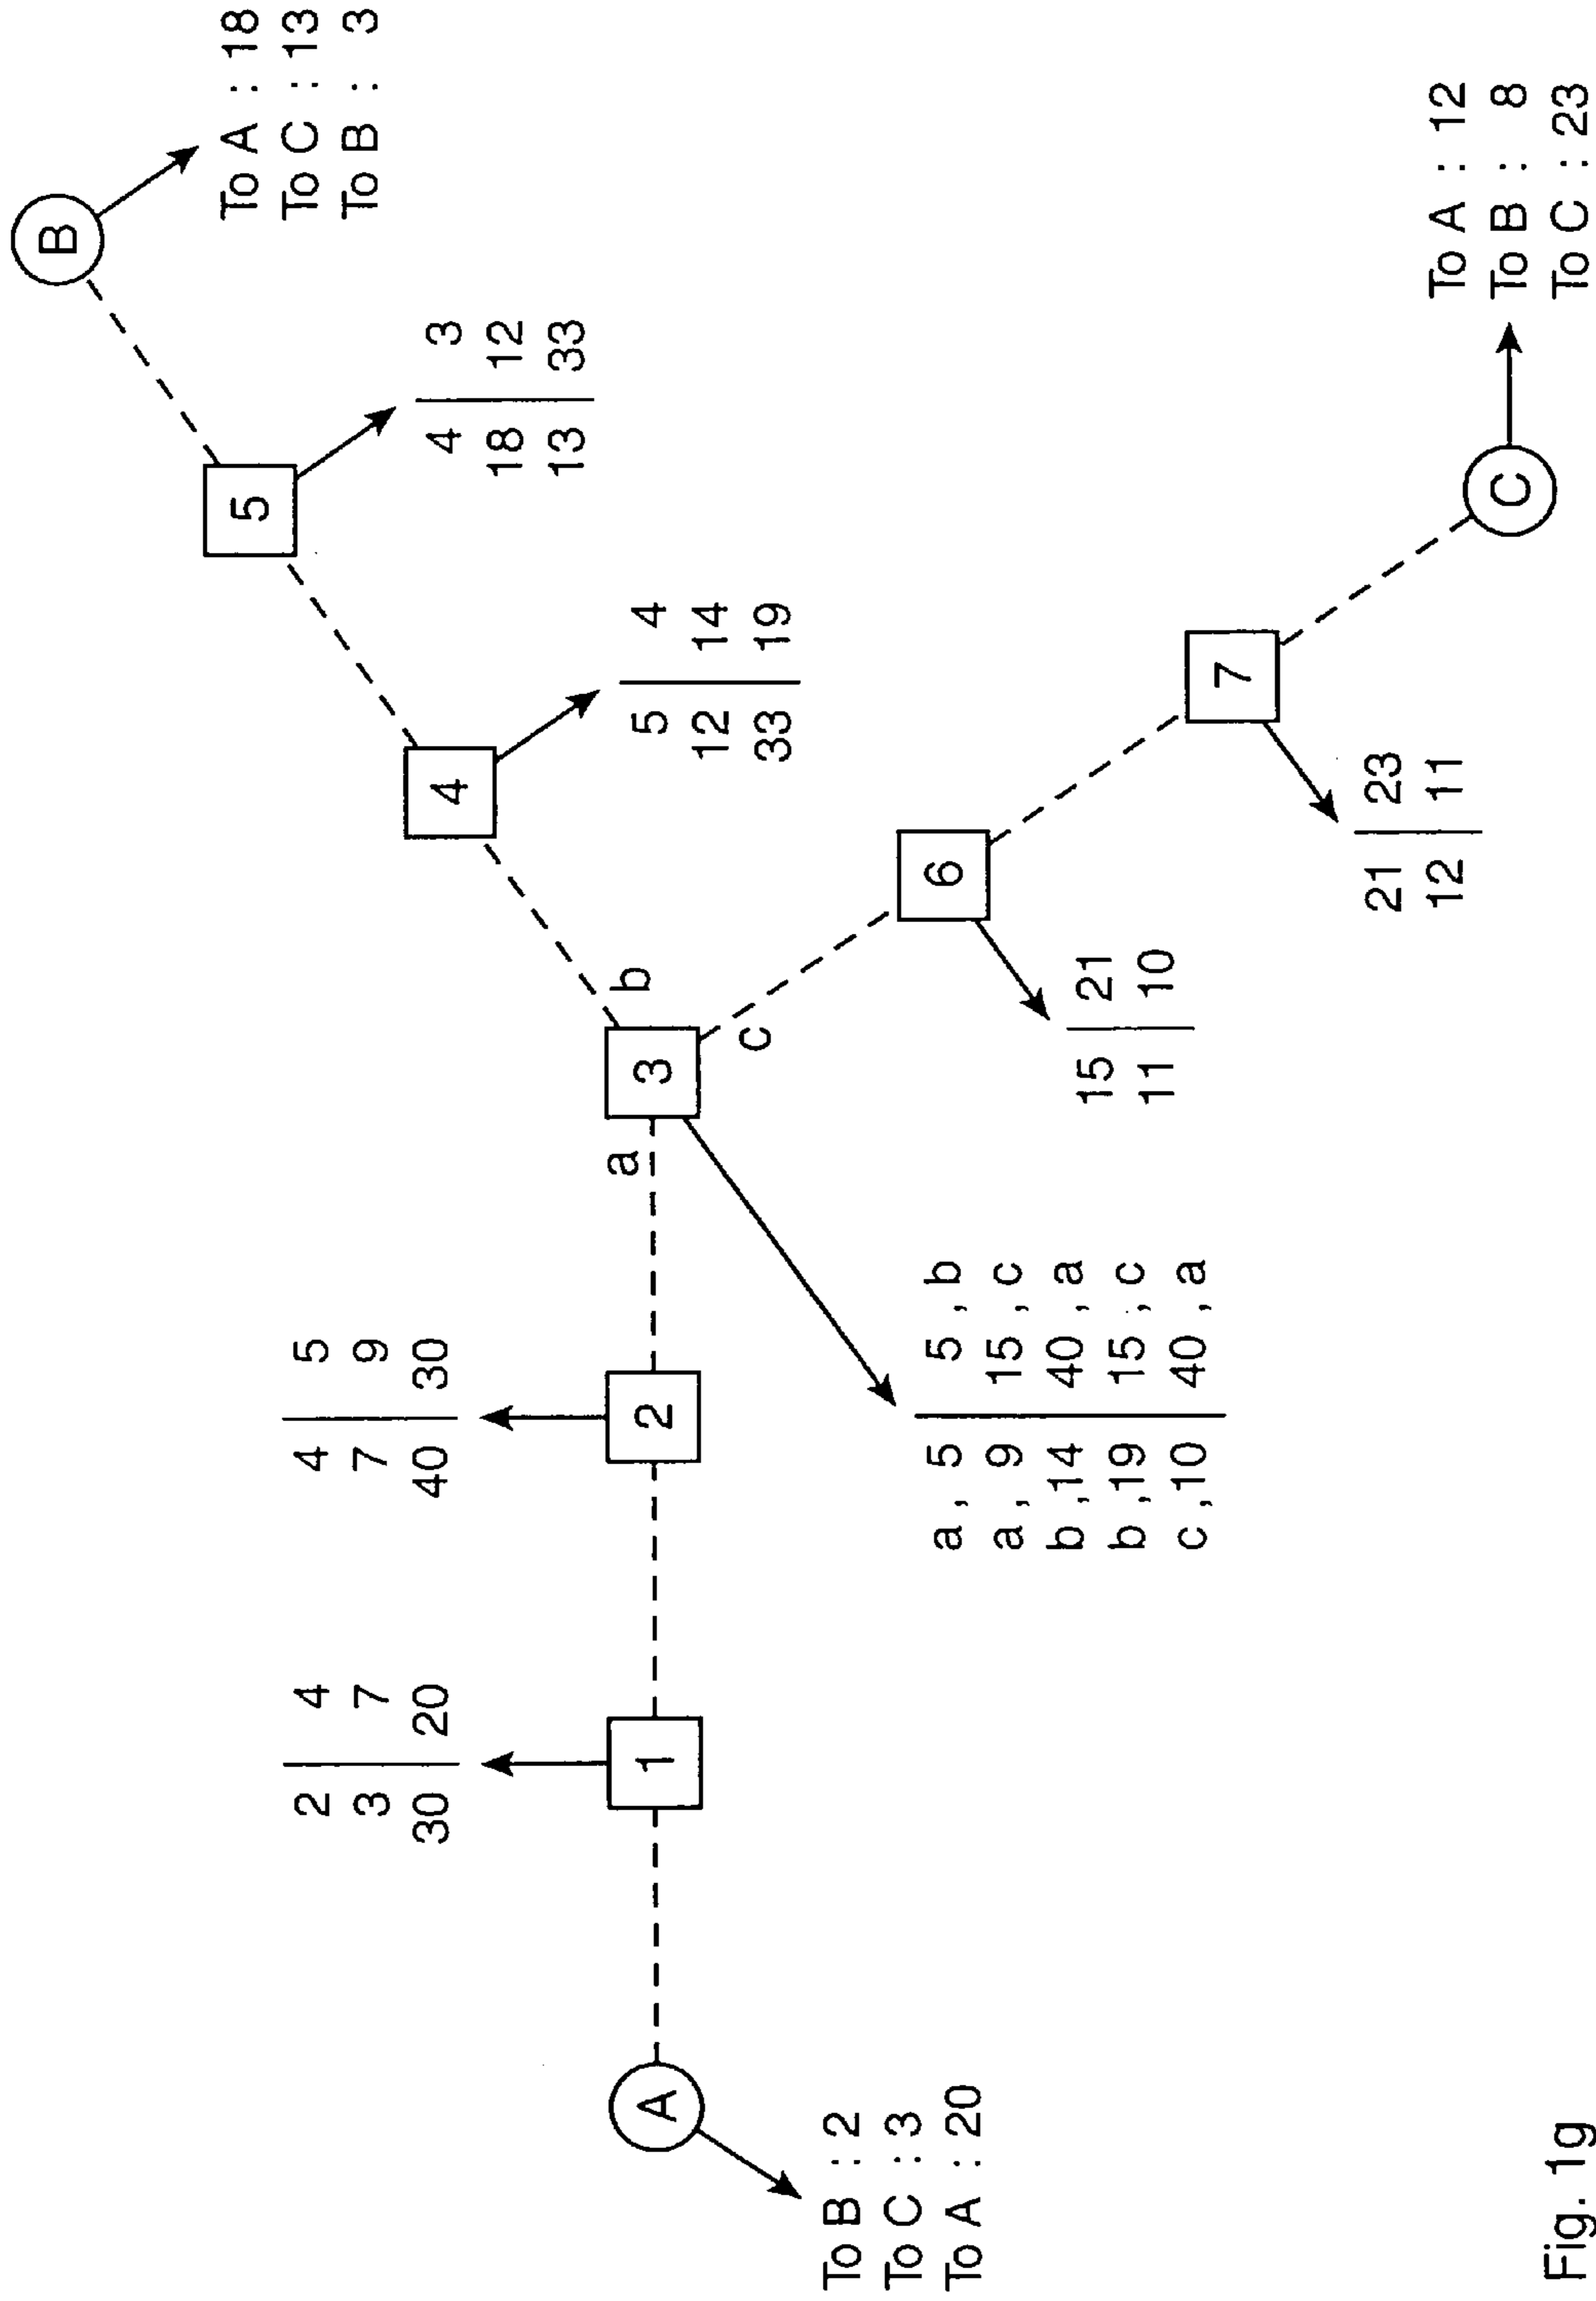 B
To A : 18
To C : 13
To B : 3
5
4 3
18 12
13 33
4
5 4
12 14
33 19
4 5
7 9
40 30
2 4
3 7
30 20
A
1
2
a
3
b
c
To B : 2
To C : 3
To A : 20
a , 5 5 , b
a , 9 15 , c
b ,14 40 , a
b ,19 15 , c
c ,10 40 , a
6
15 21
11 10
7
21 23
12 11
C
To A : 12
To B : 8
To C : 23
Fig. 1g